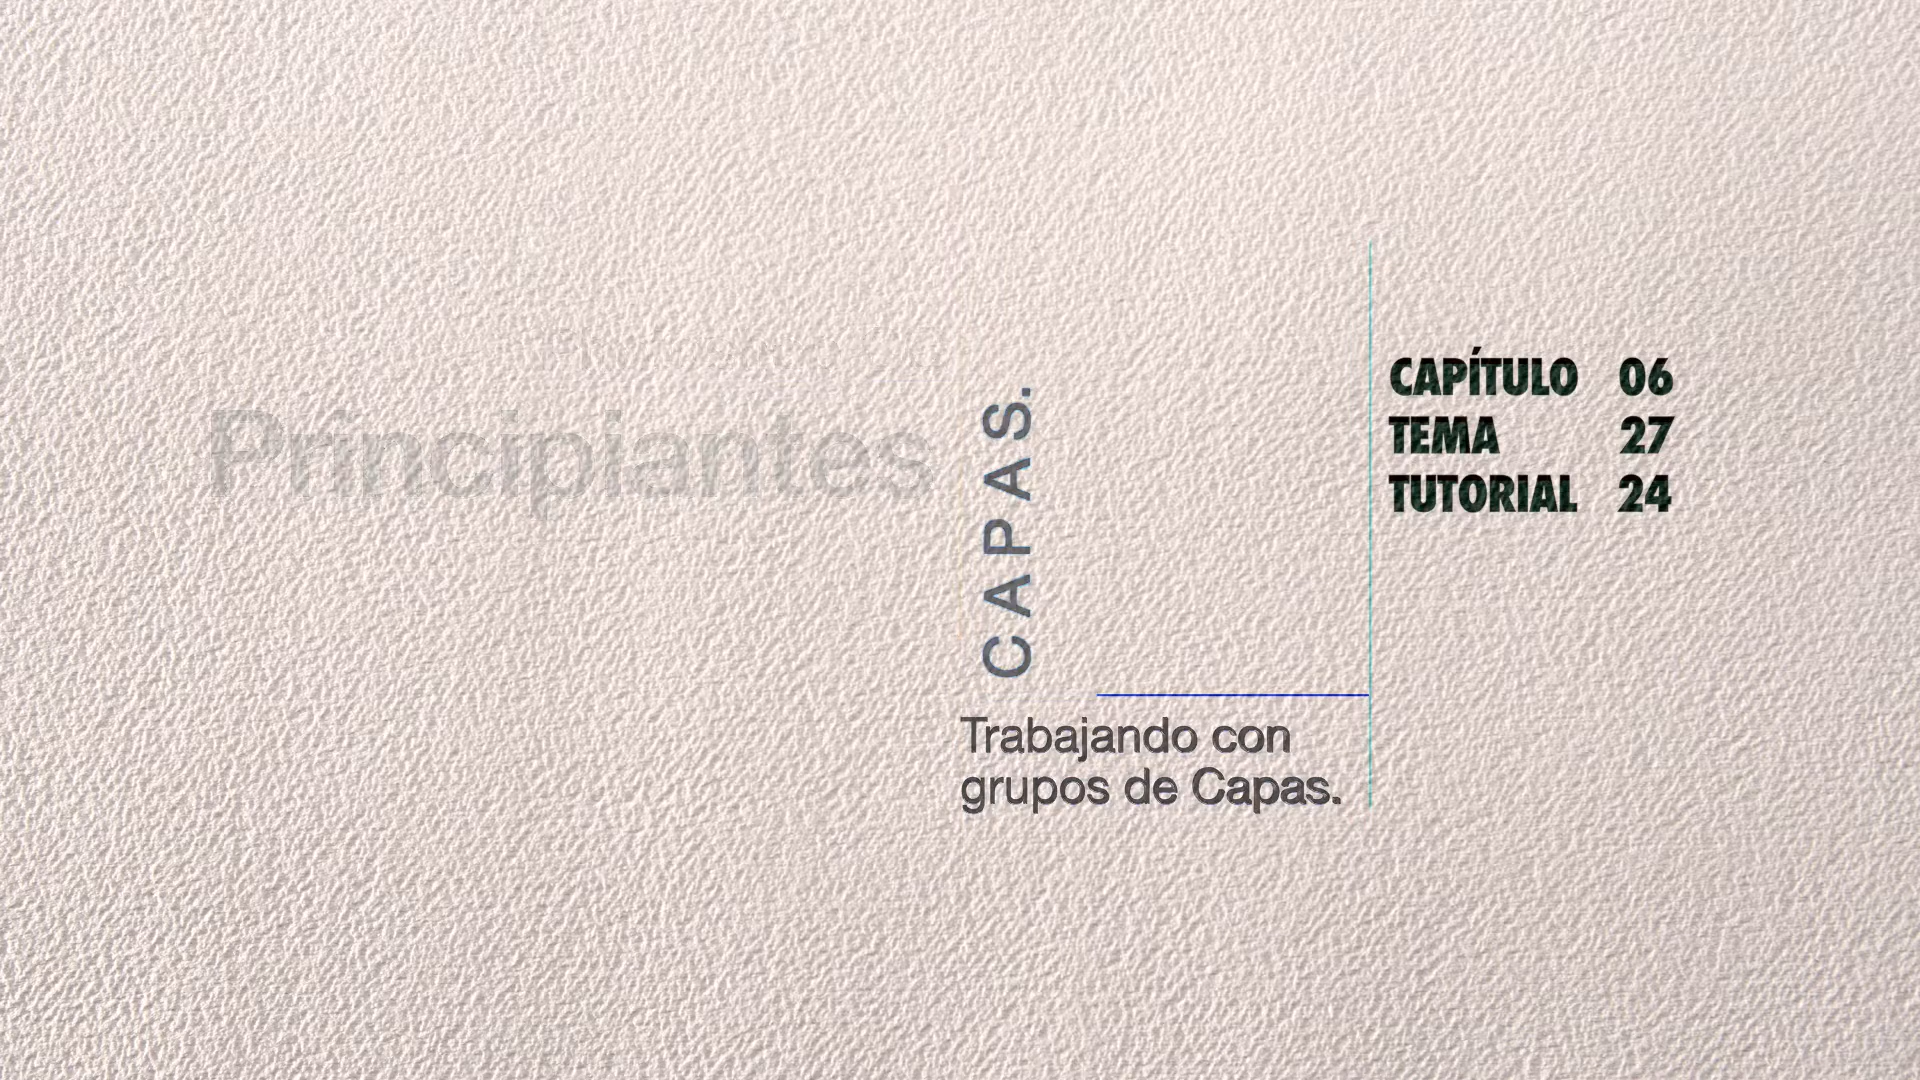 Principiantes
CAPAS.
Trabajando con
grupos de Capas.
CAPÍTULO 06
TEMA 27
TUTORIAL 24